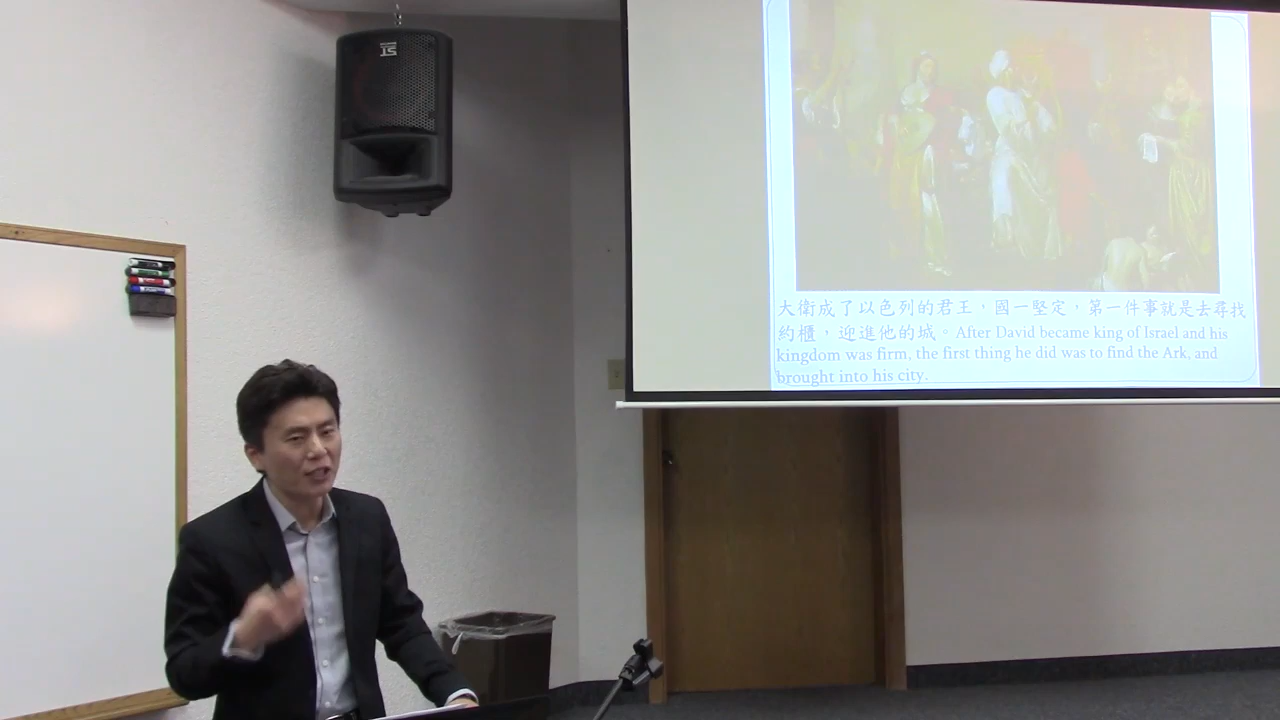 大衛成了以色列的君王，國一堅定，第一件事就是去尋找
約櫃，迎進他的城。After David became king of Israel and his
kingdom was firm, the first thing he did was to find the Ark, and
brought into his city.